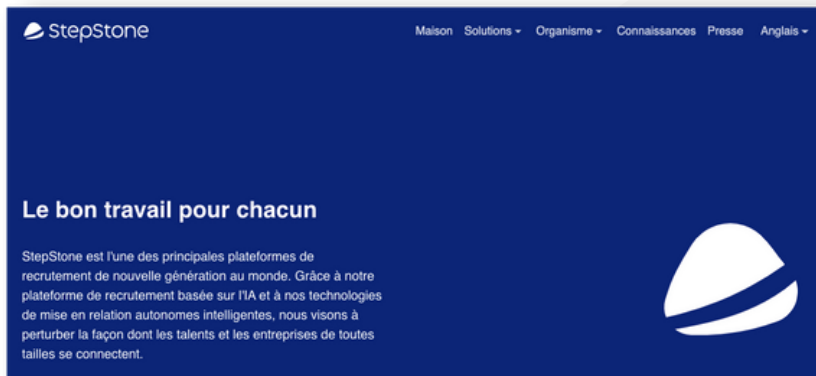 StepStone
Maison Solutions Organisme Connaissances Presse Anglais
Le bon travail pour chacun
StepStone est l'une des principales plateformes de
recrutement de nouvelle génération au monde. Grâce à notre
plateforme de recrutement basée sur l'IA et à nos technologies
de mise en relation autonomes intelligentes, nous visons à
perturber la façon dont les talents et les entreprises de toutes
tailles se connectent.